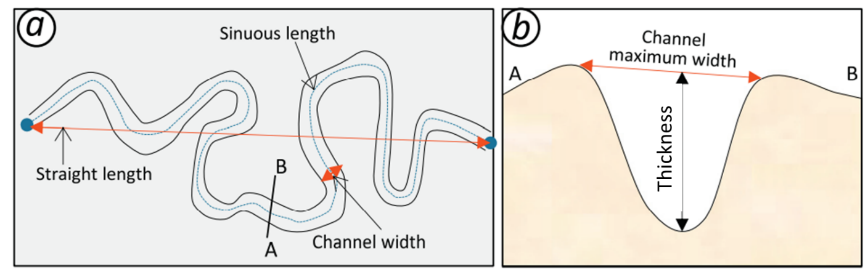 a
Sinuous length
Straight length
B
A
Channel width
b
Channel
maximum width
A
B
Thickness